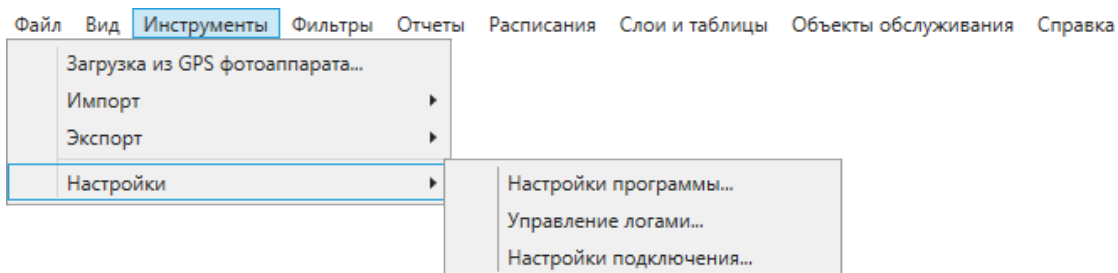 Файл Вид Инструменты Фильтры Отчеты Расписания Слои и таблицы Объекты обслуживания Справка
Загрузка из GPS фотоаппарата...
Импорт
Экспорт
Настройки
Настройки программы...
Управление логами...
Настройки подключения...